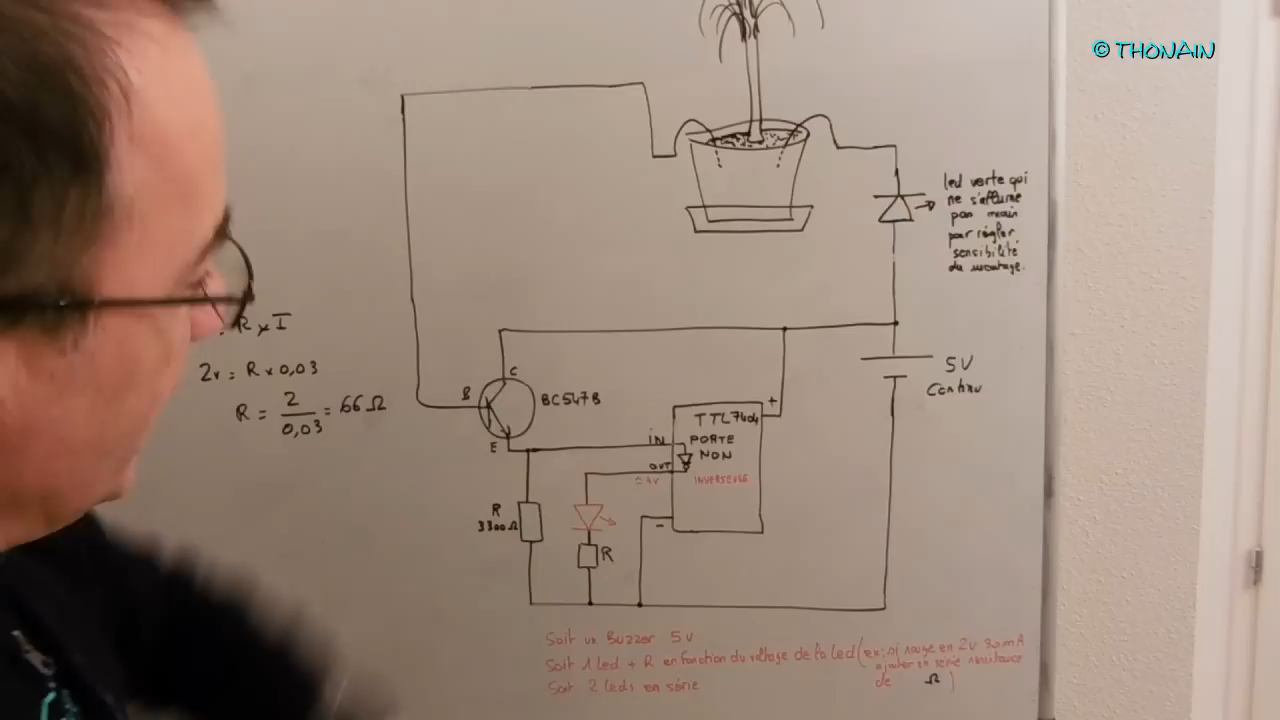 © THONAIN
led verte qui
ne s'allume
pas mais
pour régler
sensibilité
du montage.
R x I
2v = R x 0,03
R = 2 / 0,03 = 66 Ω
C
B
BC547B
E
5V
Continu
+
TTL7404
iN
PORTE
NON
OUT
INVERSEUSE
-
R
3300Ω
R
Soit un Buzzer 5v
Soit 1 led + R en fonction du voltage de la led (ex: si rouge en 2v 30mA
ajouter en série résistance
de Ω)
Soit 2 leds en série